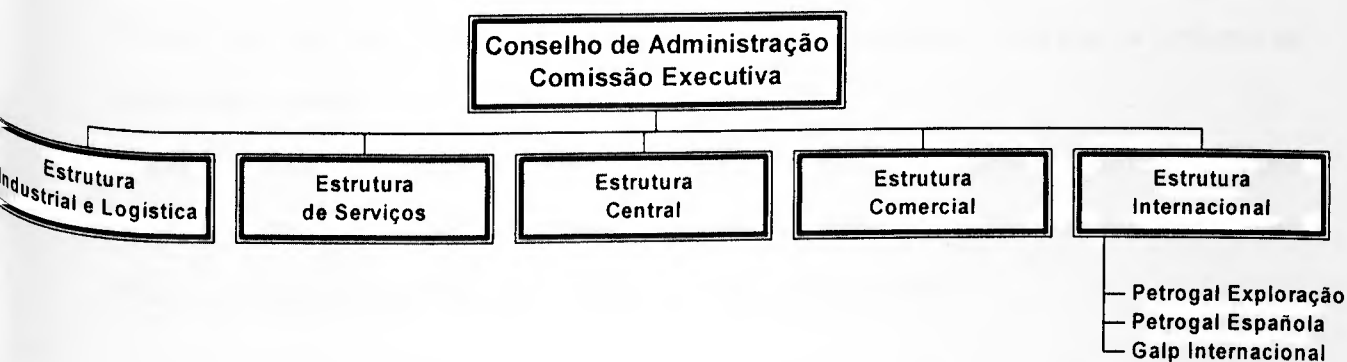 Conselho de Administração
Comissão Executiva
Estrutura
Industrial e Logística
Estrutura
de Serviços
Estrutura
Central
Estrutura
Comercial
Estrutura
Internacional
Petrogal Exploração
Petrogal Española
Galp Internacional